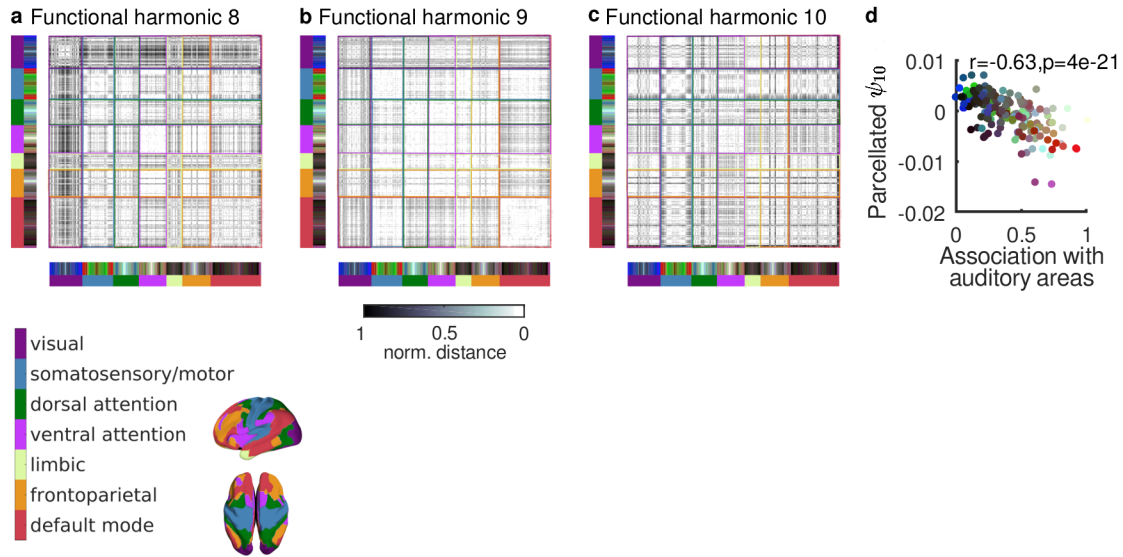 a Functional harmonic 8
b Functional harmonic 9
c Functional harmonic 10
d
r=-0.63,p=4e-21
0.01
0
-0.01
-0.02
Parcellated ψ10
0 0.5 1
Association with
auditory areas
1 0.5 0
norm. distance
visual
somatosensory/motor
dorsal attention
ventral attention
limbic
frontoparietal
default mode